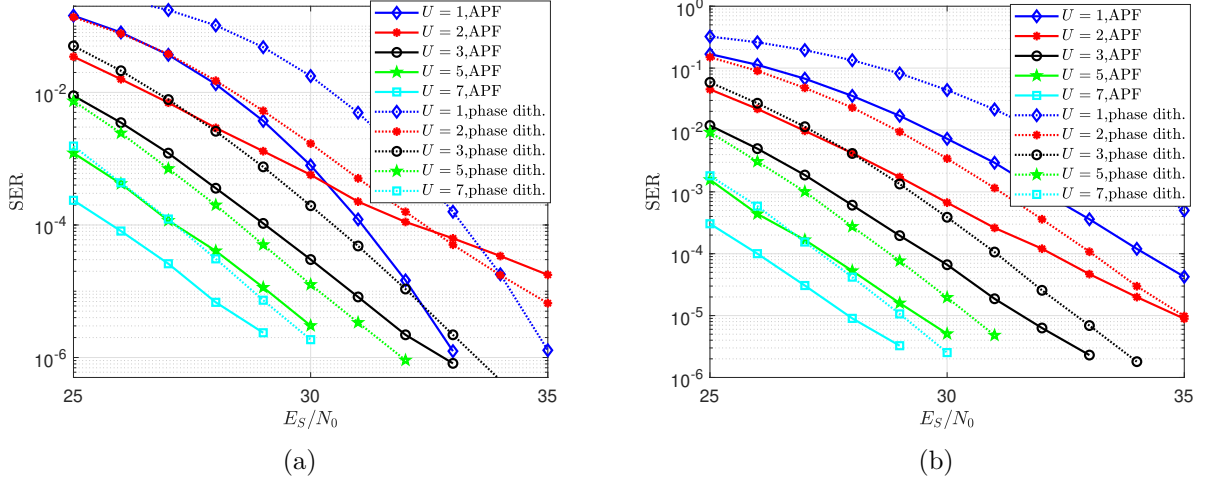 U = 1,APF
U = 2,APF
U = 3,APF
U = 5,APF
U = 7,APF
U = 1,phase dith.
U = 2,phase dith.
U = 3,phase dith.
U = 5,phase dith.
U = 7,phase dith.
10^-2
10^-4
10^-6
SER
25
30
35
E_S/N_0
(a)
U = 1,APF
U = 2,APF
U = 3,APF
U = 5,APF
U = 7,APF
U = 1,phase dith.
U = 2,phase dith.
U = 3,phase dith.
U = 5,phase dith.
U = 7,phase dith.
10^0
10^-1
10^-2
10^-3
10^-4
10^-5
10^-6
SER
25
30
35
E_S/N_0
(b)